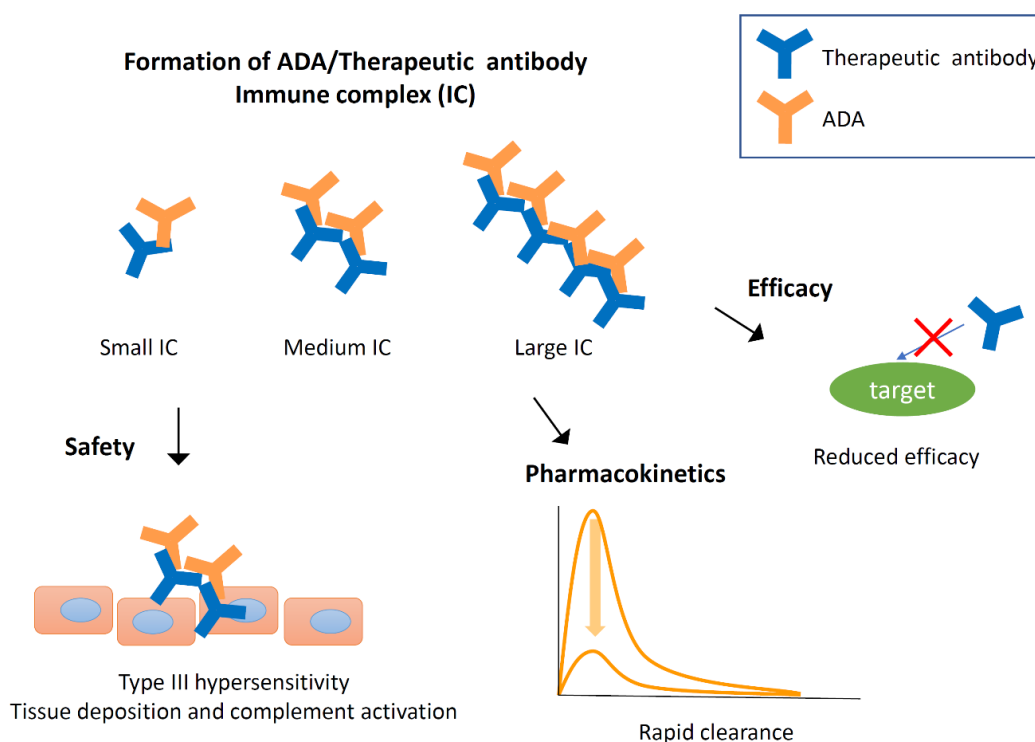 Formation of ADA/Therapeutic antibody
Immune complex (IC)
Therapeutic antibody
ADA
Small IC
Medium IC
Large IC
Efficacy
target
Reduced efficacy
Safety
Pharmacokinetics
Type III hypersensitivity
Tissue deposition and complement activation
Rapid clearance